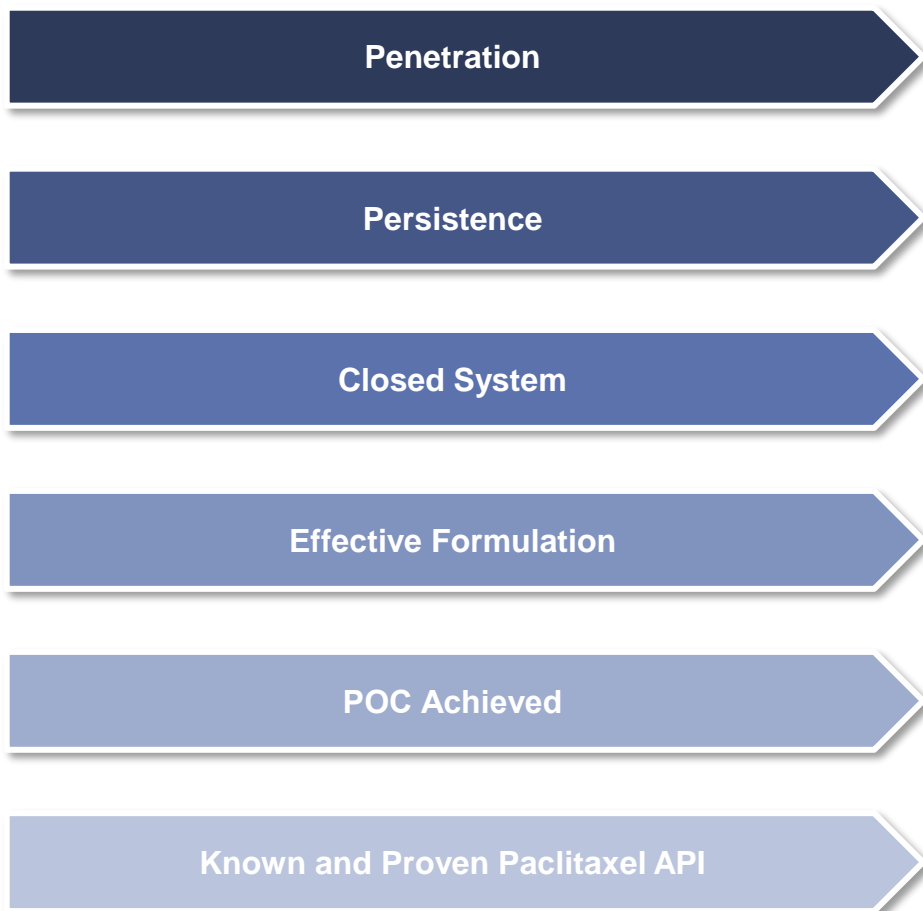 Penetration
Persistence
Closed System
Effective Formulation
POC Achieved
Known and Proven Paclitaxel API